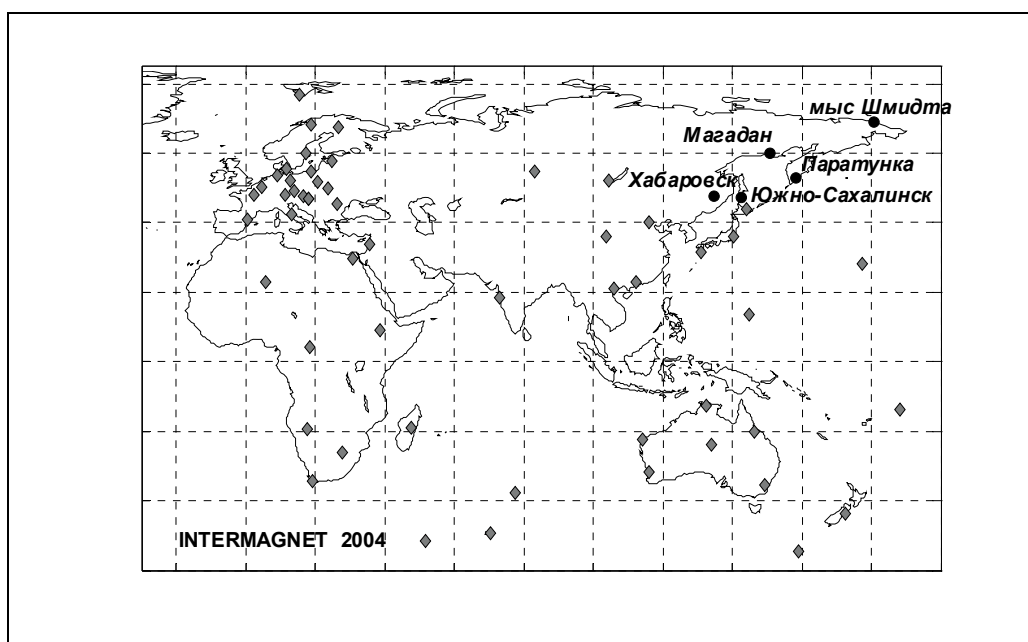 мыс Шмидта
Магадан
Паратунка
Хабаровск
Южно-Сахалинск
INTERMAGNET 2004